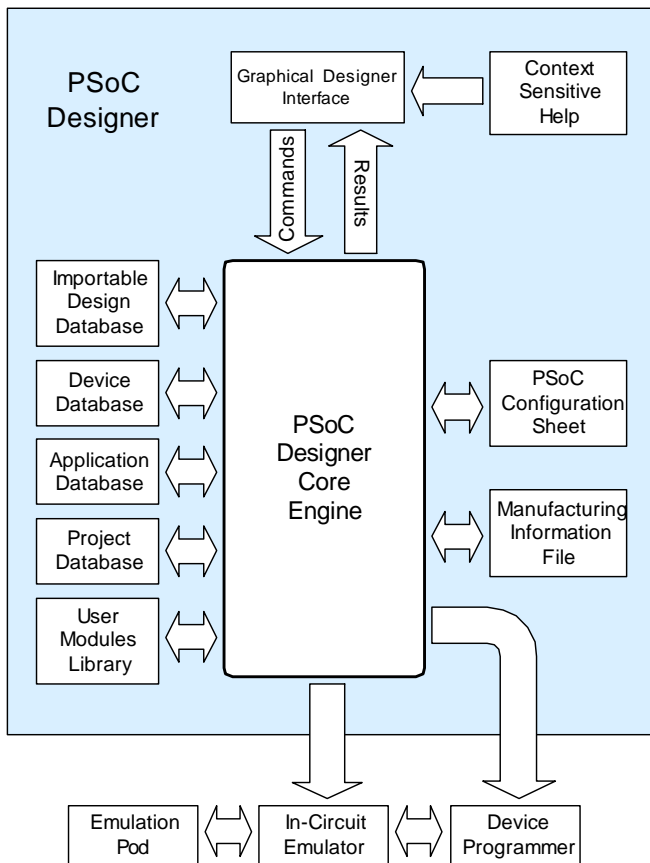 PSoC
Designer
Graphical Designer
Interface
Context
Sensitive
Help
Commands
Results
Importable
Design
Database
Device
Database
Application
Database
Project
Database
User
Modules
Library
PSoC
Designer
Core
Engine
PSoC
Configuration
Sheet
Manufacturing
Information
File
Emulation
Pod
In-Circuit
Emulator
Device
Programmer